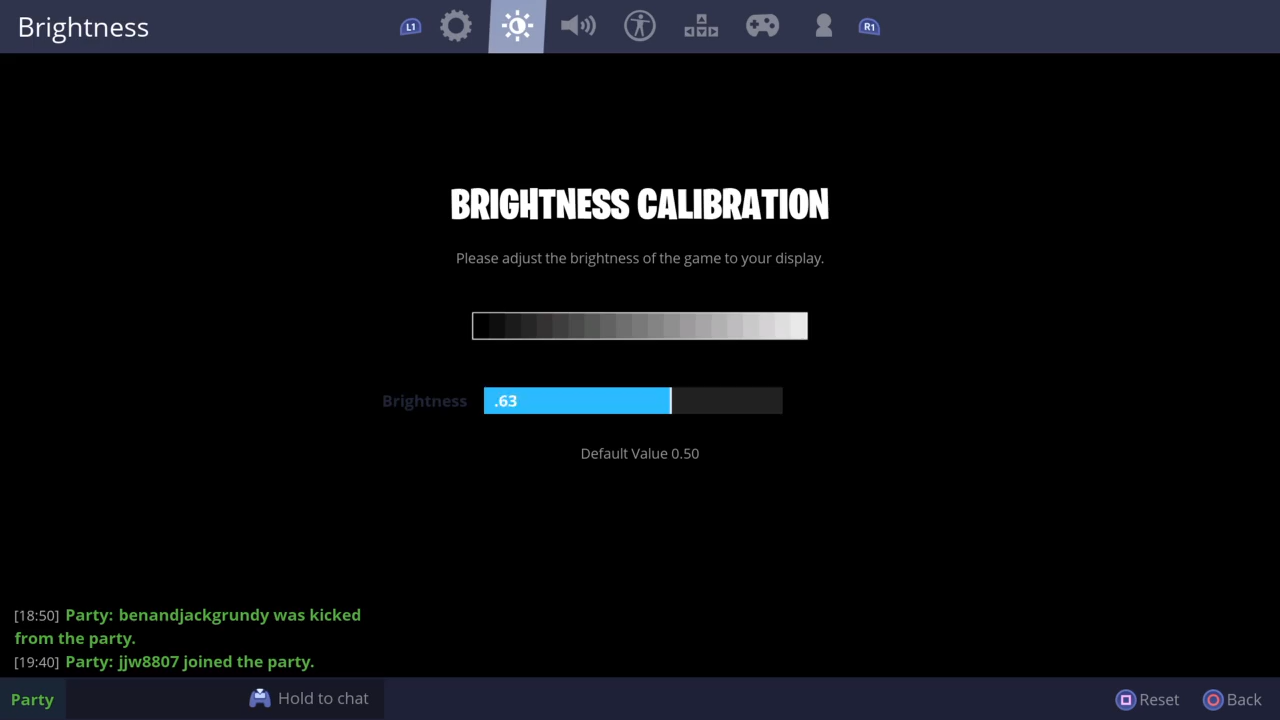 Brightness
L1
R1
BRIGHTNESS CALIBRATION
Please adjust the brightness of the game to your display.
Brightness
.63
Default Value 0.50
[18:50] Party: benandjackgrundy was kicked
from the party.
[19:40] Party: jjw8807 joined the party.
Party
Hold to chat
Reset
Back